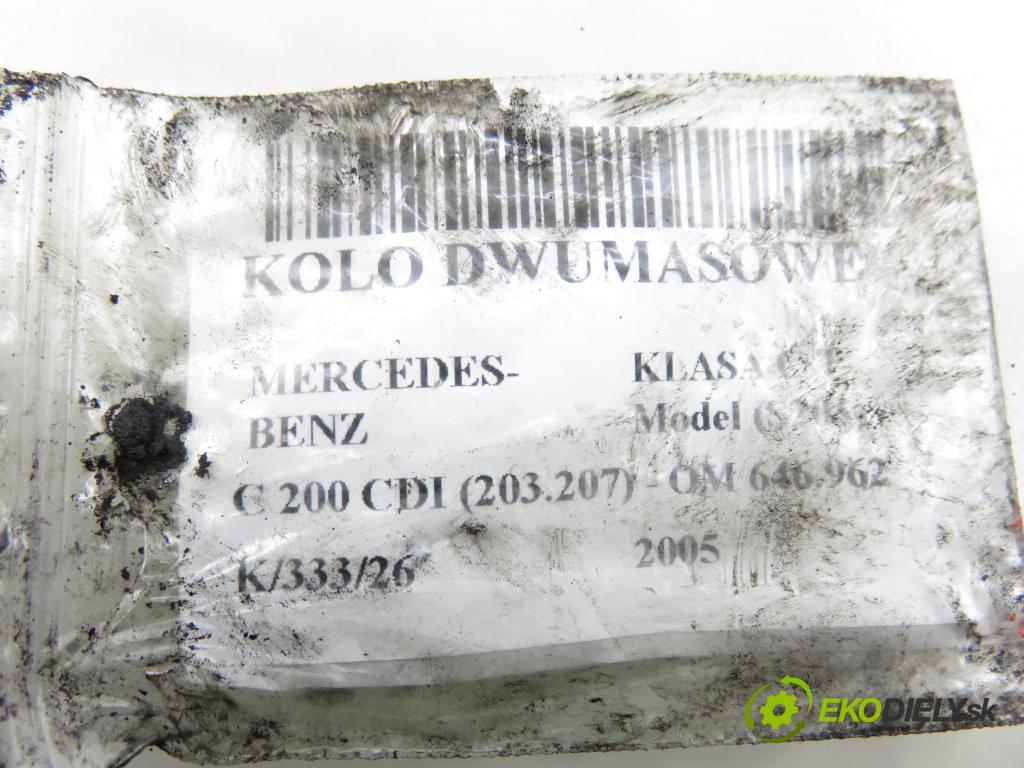 KOLO DWUMASOWE
MERCEDES-
BENZ
KLASA
Model
C 200 CDI (203.207) - OM 646.962
K/333/26
2005
EKODIELY.sk